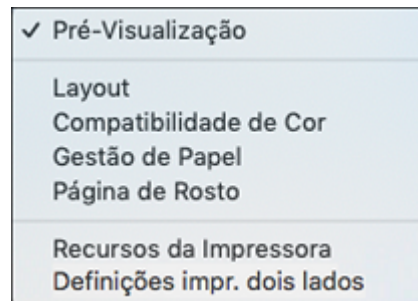 ✓ Pré-Visualização
Layout
Compatibilidade de Cor
Gestão de Papel
Página de Rosto
Recursos da Impressora
Definições impr. dois lados